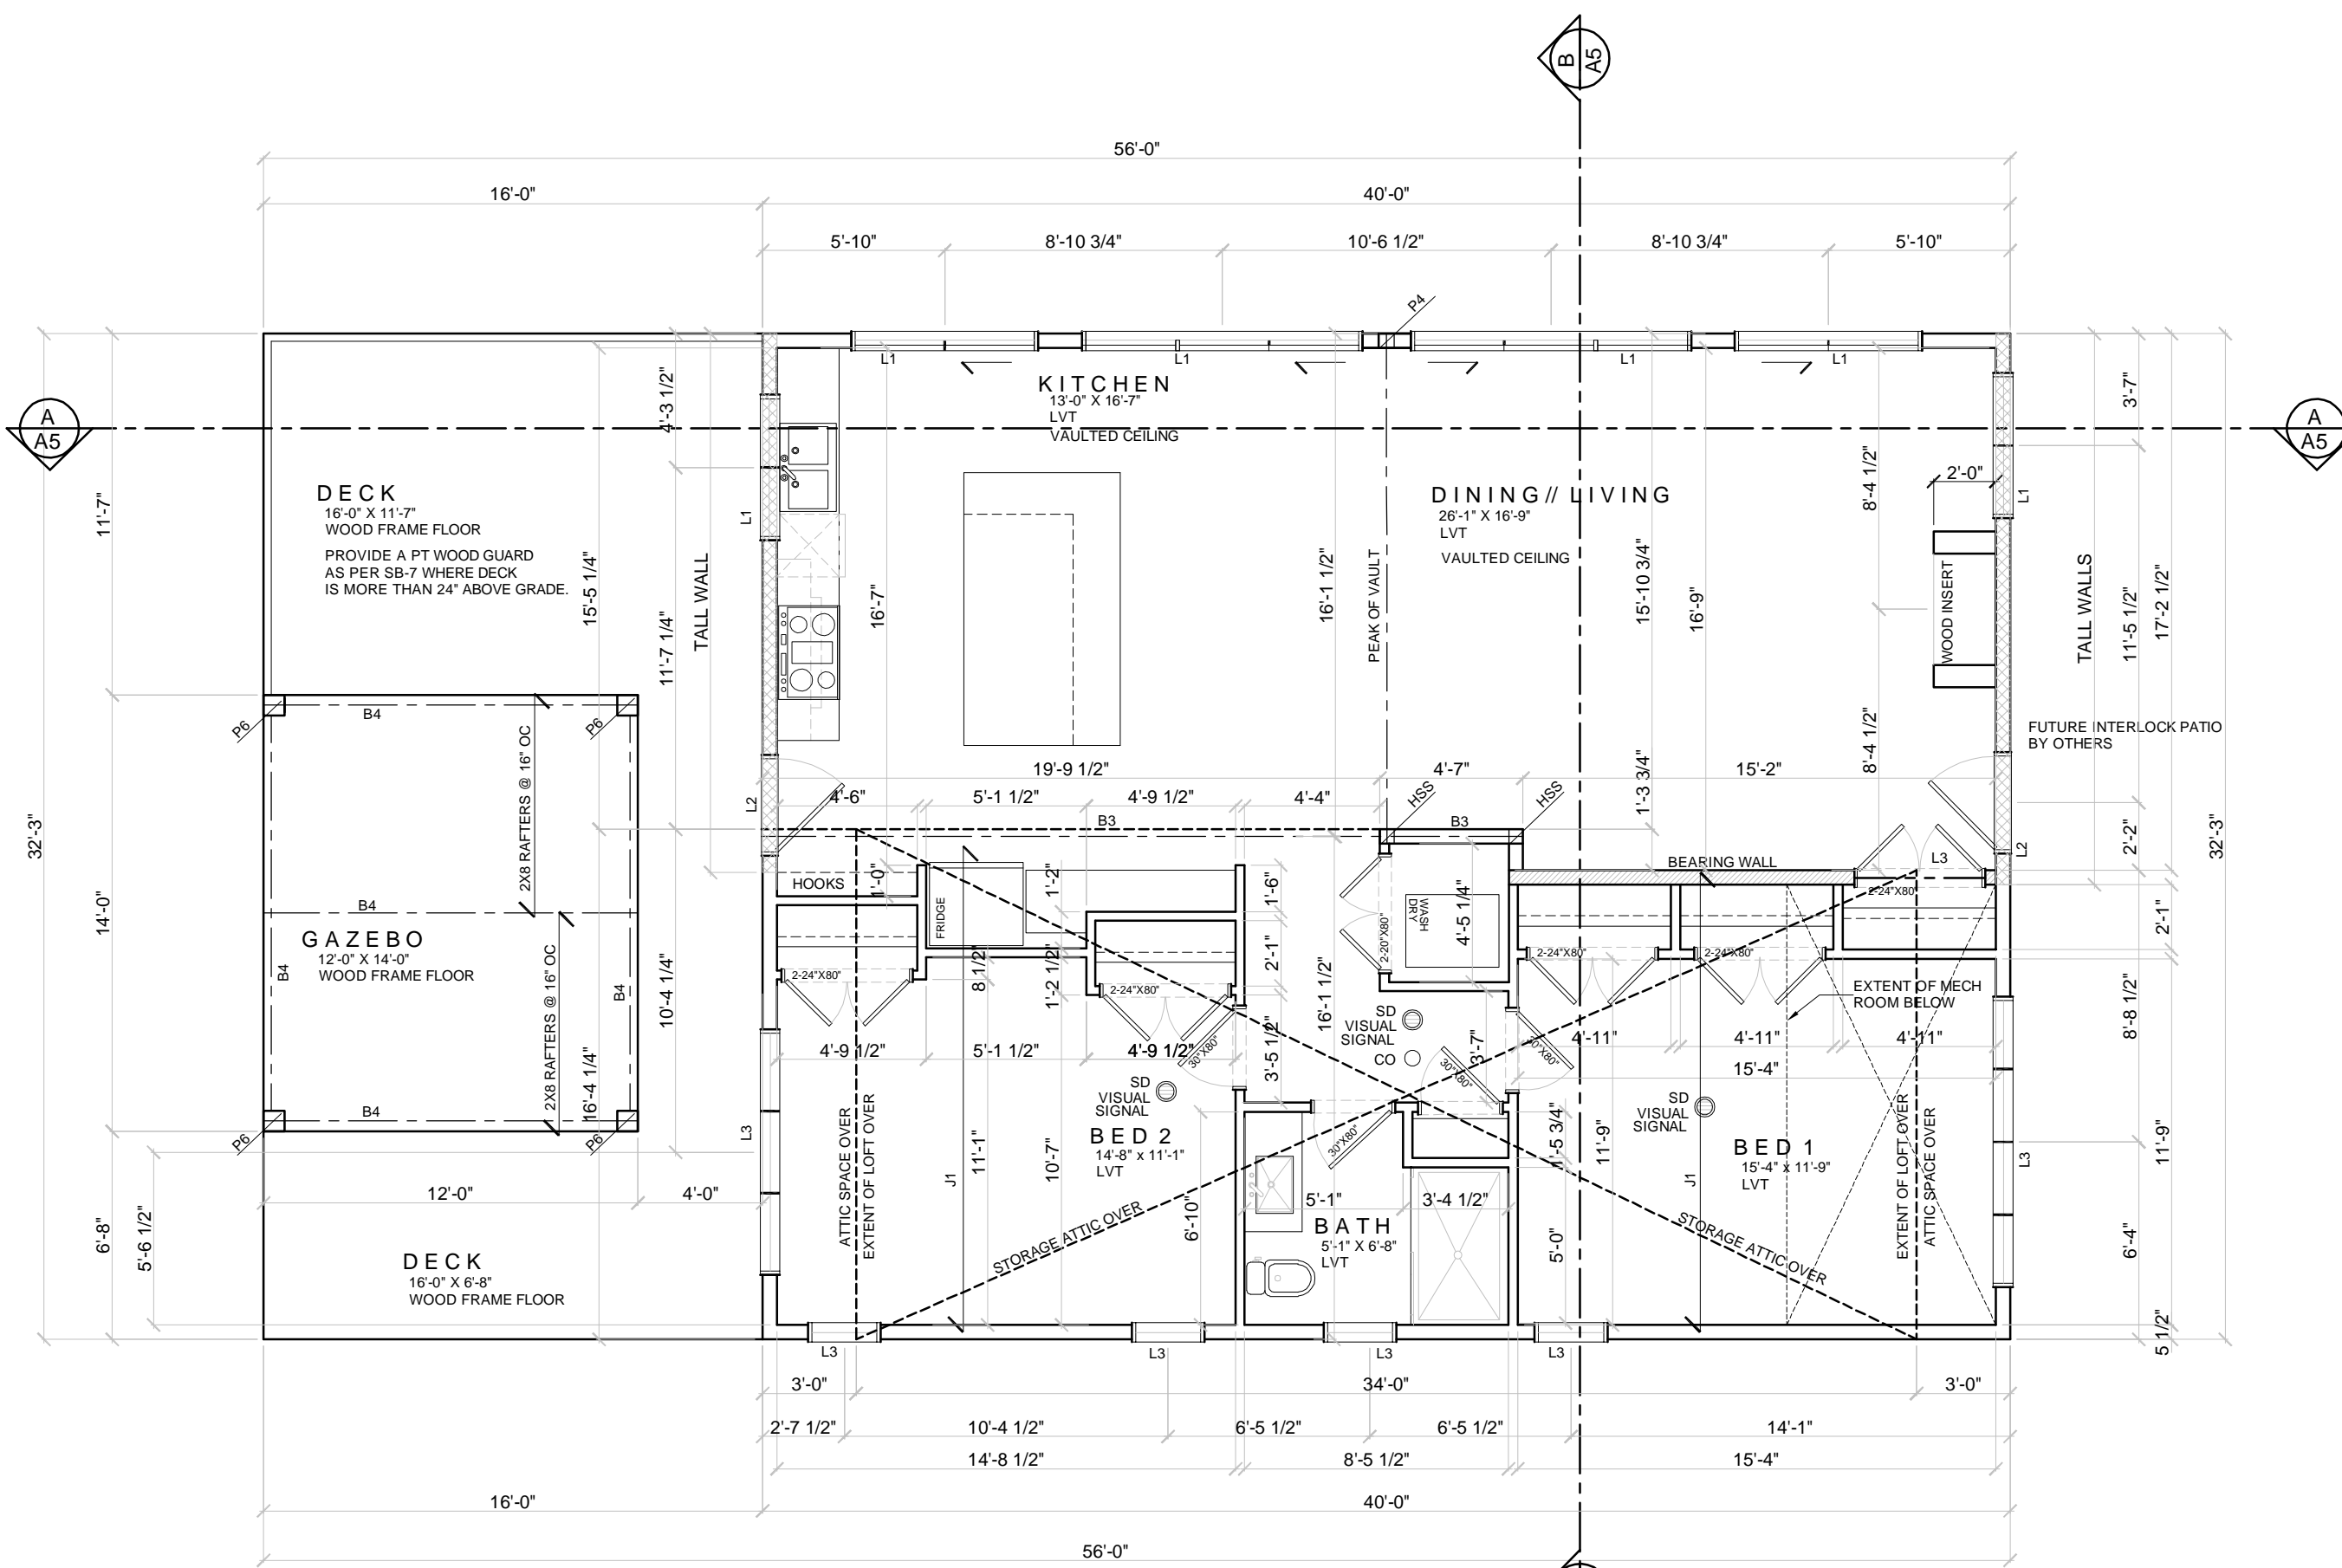 B
A5
56'-0"
16'-0"
40'-0"
5'-10"
8'-10 3/4"
10'-6 1/2"
8'-10 3/4"
5'-10"
P4
L1
L1
L1
L1
KITCHEN
13'-0" X 16'-7"
LVT
VAULTED CEILING
A
A5
A
A5
4'-3 1/2"
3'-7"
8'-4 1/2"
2'-0"
DECK
16'-0" X 11'-7"
WOOD FRAME FLOOR
PROVIDE A PT WOOD GUARD
AS PER SB-7 WHERE DECK
IS MORE THAN 24" ABOVE GRADE.
11'-7"
15'-5 1/4"
11'-7 1/4"
TALL WALL
L1
16'-7"
DINING// LIVING
26'-1" X 16'-9"
LVT
VAULTED CEILING
16'-1 1/2"
PEAK OF VAULT
15'-10 3/4"
16'-9"
WOOD INSERT
L1
TALL WALLS
11'-5 1/2"
17'-2 1/2"
FUTURE INTERLOCK PATIO
BY OTHERS
8'-4 1/2"
P6
B4
P6
2X8 RAFTERS @ 16" OC
L2
19'-9 1/2"
4'-7"
15'-2"
1'-3 3/4"
4'-6"
5'-1 1/2"
4'-9 1/2"
4'-4"
HSS
HSS
B3
B3
32'-3"
32'-3"
2'-2"
L2
L3
BEARING WALL
2-24"X80"
HOOKS
1'-0"
1'-2"
1'-6"
FRIDGE
WASH
DRY
2-20"X80"
4'-5 1/4"
2'-1"
14'-0"
B4
GAZEBO
12'-0" X 14'-0"
WOOD FRAME FLOOR
B4
B4
2X8 RAFTERS @ 16" OC
16'-4 1/4"
10'-4 1/4"
2-24"X80"
8 1/2"
1'-2 1/2"
2-24"X80"
2'-1"
3'-5 1/2"
16'-1 1/2"
2-24"X80"
2-24"X80"
EXTENT OF MECH
ROOM BELOW
8'-8 1/2"
SD
VISUAL
SIGNAL
CO
3'-7"
30"X80"
30"X80"
30"X80"
4'-9 1/2"
5'-1 1/2"
4'-9 1/2"
4'-11"
4'-11"
4'-11"
15'-4"
SD
VISUAL
SIGNAL
SD
VISUAL
SIGNAL
B4
P6
P6
L3
11'-1"
10'-7"
BED 2
14'-8" x 11'-1"
LVT
30"X80"
1'-5 3/4"
11'-9"
BED 1
15'-4" x 11'-9"
LVT
L3
11'-9"
ATTIC SPACE OVER
EXTENT OF LOFT OVER
J1
J1
EXTENT OF LOFT OVER
ATTIC SPACE OVER
12'-0"
4'-0"
6'-8"
5'-6 1/2"
STORAGE ATTIC OVER
6'-10"
5'-1"
3'-4 1/2"
BATH
5'-1" X 6'-8"
LVT
5'-0"
STORAGE ATTIC OVER
6'-4"
DECK
16'-0" X 6'-8"
WOOD FRAME FLOOR
5 1/2"
L3
L3
L3
L3
3'-0"
34'-0"
3'-0"
2'-7 1/2"
10'-4 1/2"
6'-5 1/2"
6'-5 1/2"
14'-1"
14'-8 1/2"
8'-5 1/2"
15'-4"
16'-0"
40'-0"
56'-0"